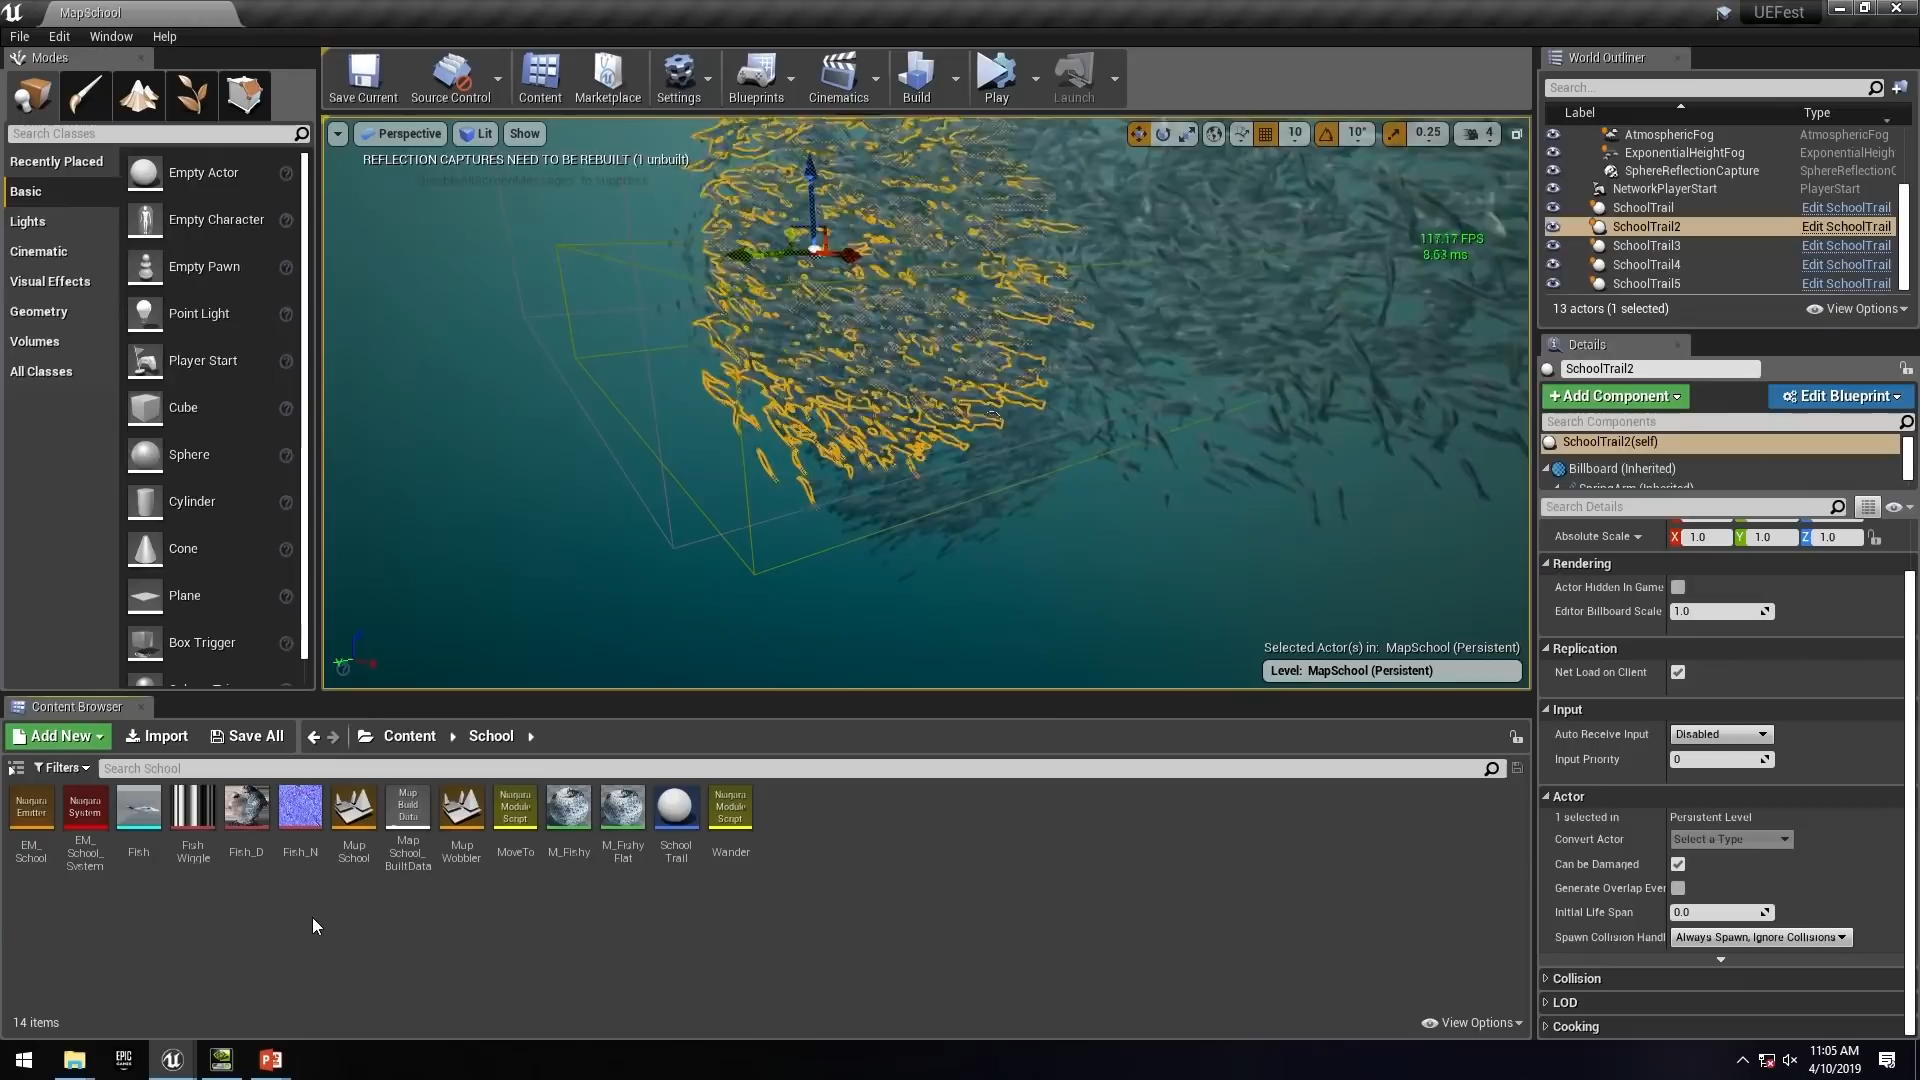 MapSchool
UEFest
File Edit Window Help
Modes
Search Classes
Recently Placed
Basic
Lights
Cinematic
Visual Effects
Geometry
Volumes
All Classes
Empty Actor
Empty Character
Empty Pawn
Point Light
Player Start
Cube
Sphere
Cylinder
Cone
Plane
Box Trigger
Save Current Source Control Content Marketplace Settings Blueprints Cinematics Build Play Launch
Perspective Lit Show
10 10° 0.25 4
REFLECTION CAPTURES NEED TO BE REBUILT (1 unbuilt)
117.17 FPS
8.53 ms
Selected Actor(s) in: MapSchool (Persistent)
Level: MapSchool (Persistent)
World Outliner
Search...
Label Type
AtmosphericFog AtmosphericFog
ExponentialHeightFog ExponentialHeigh
SphereReflectionCapture SphereReflectionC
NetworkPlayerStart PlayerStart
SchoolTrail Edit SchoolTrail
SchoolTrail2 Edit SchoolTrail
SchoolTrail3 Edit SchoolTrail
SchoolTrail4 Edit SchoolTrail
SchoolTrail5 Edit SchoolTrail
13 actors (1 selected) View Options
Details
SchoolTrail2
+Add Component Edit Blueprint
Search Components
SchoolTrail2(self)
Billboard (Inherited)
SpringArm (Inherited)
Search Details
Absolute Scale X 1.0 Y 1.0 Z 1.0
Rendering
Actor Hidden In Game
Editor Billboard Scale 1.0
Replication
Net Load on Client
Input
Auto Receive Input Disabled
Input Priority 0
Actor
1 selected in Persistent Level
Convert Actor Select a Type
Can be Damaged
Generate Overlap Ever
Initial Life Span 0.0
Spawn Collision Handl Always Spawn, Ignore Collisions
Collision
LOD
Cooking
Content Browser
Add New Import Save All Content School
Filters Search School
Niagara Emitter
EM_School
Niagara System
EM_School_System
Fish
Fish Wiggle
Fish_D
Fish_N
Map School
Map Build Data
Map School_BuiltData
Map Wobbler
Niagara Module Script
MoveTo
M_Fishy
M_Fishy Flat
School Trail
Niagara Module Script
Wander
14 items View Options
EPIC GAMES
11:05 AM
4/10/2019